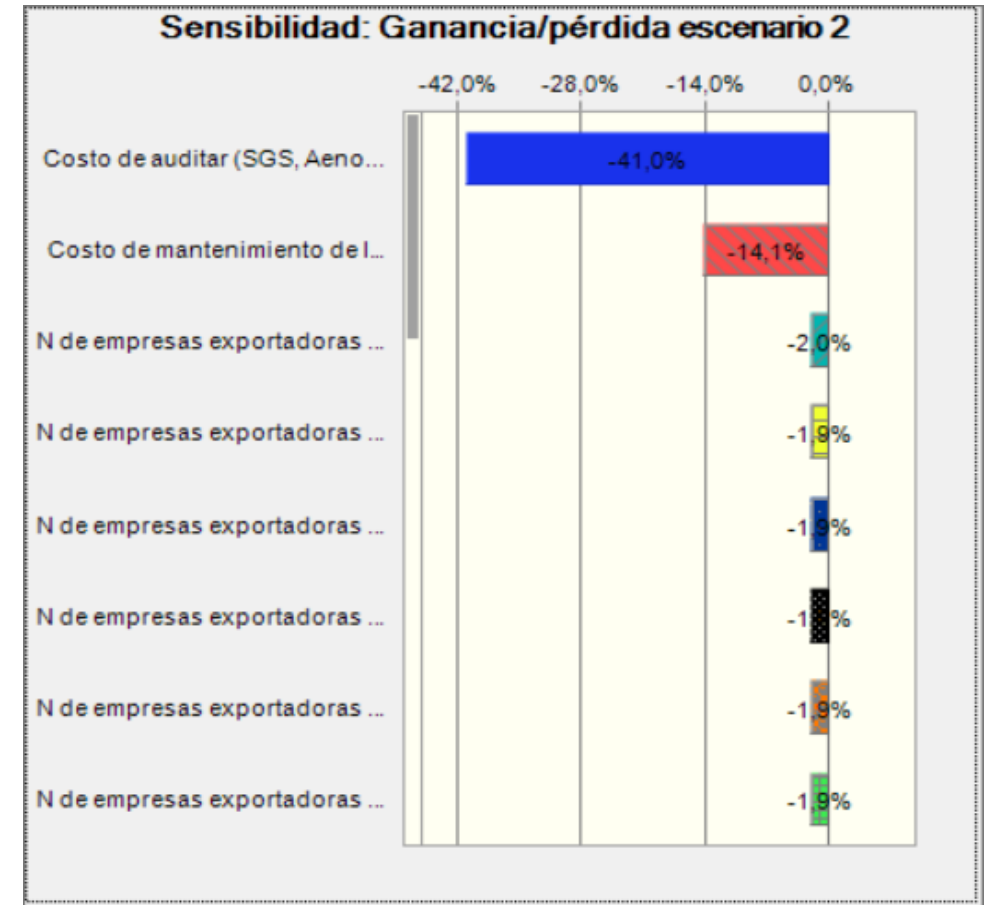 Sensibilidad: Ganancia/pérdida escenario 2
-42,0% -28,0% -14,0% 0,0%
Costo de auditar (SGS, Aeno... -41,0%
Costo de mantenimiento de l... -14,1%
N de empresas exportadoras ... -2,0%
N de empresas exportadoras ... -1,9%
N de empresas exportadoras ... -1,9%
N de empresas exportadoras ...
N de empresas exportadoras ... -1,9%
N de empresas exportadoras ... -1,9%